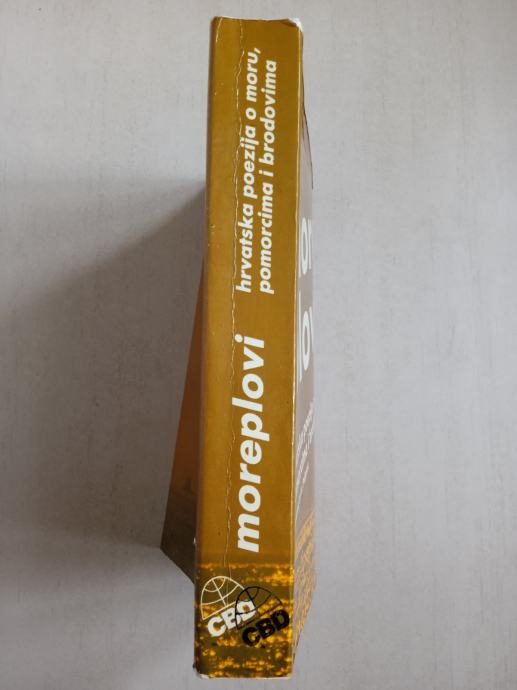 moreplovi
hrvatska poezija o moru,
pomorcima i brodovima
CBD
CBD